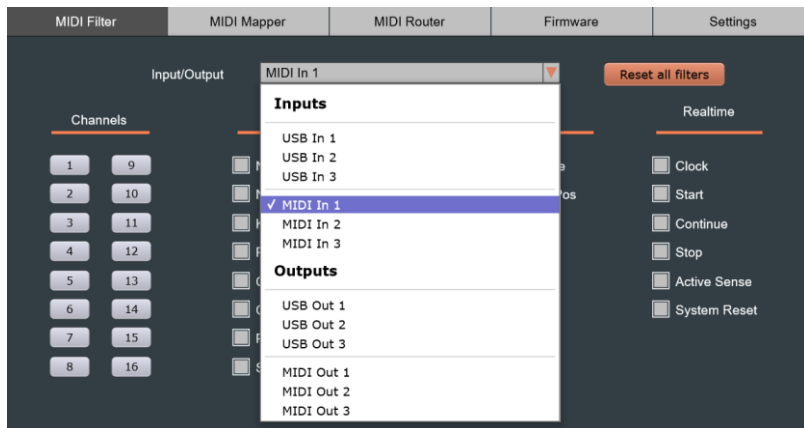 MIDI Filter
MIDI Mapper
MIDI Router
Firmware
Settings
Input/Output
MIDI In 1
Reset all filters
Channels
1
9
2
10
3
11
4
12
5
13
6
14
7
15
8
16
Inputs
USB In 1
USB In 2
USB In 3
✓ MIDI In 1
MIDI In 2
MIDI In 3
Outputs
USB Out 1
USB Out 2
USB Out 3
MIDI Out 1
MIDI Out 2
MIDI Out 3
Realtime
Clock
Start
Continue
Stop
Active Sense
System Reset